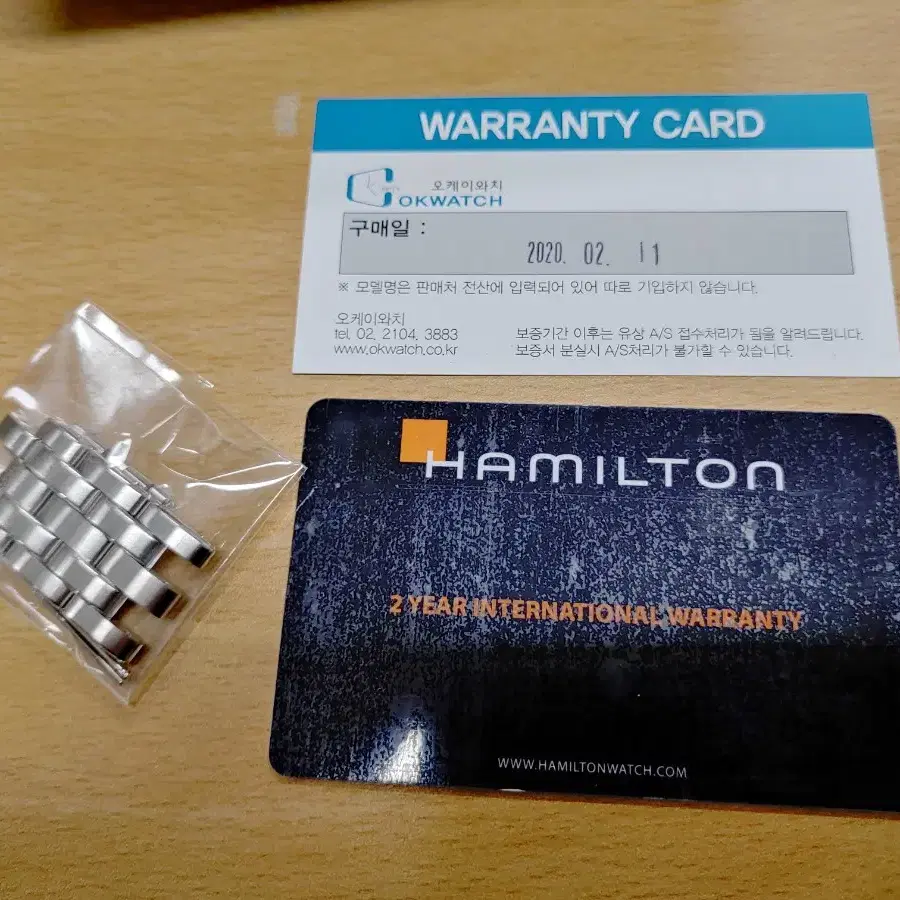 WARRANTY CARD
오케이와치
OKWATCH
구매일 :
2020. 02. 11
※ 모델명은 판매처 전산에 입력되어 있어 따로 기입하지 않습니다.
오케이와치
tel. 02. 2104. 3883
www.okwatch.co.kr
보증기간 이후는 유상 A/S 접수처리가 됨을 알려드립니다.
보증서 분실시 A/S처리가 불가할 수 있습니다.
HAMILTON
2 YEAR INTERNATIONAL WARRANTY
WWW.HAMILTONWATCH.COM